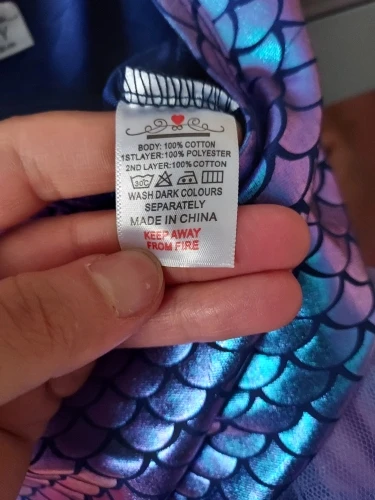 BODY: 100% COTTON
1STLAYER:100% POLYESTER
2ND LAYER:100% COTTON
30C
WASH DARK COLOURS
SEPARATELY
MADE IN CHINA
KEEP AWAY
FROM FIRE